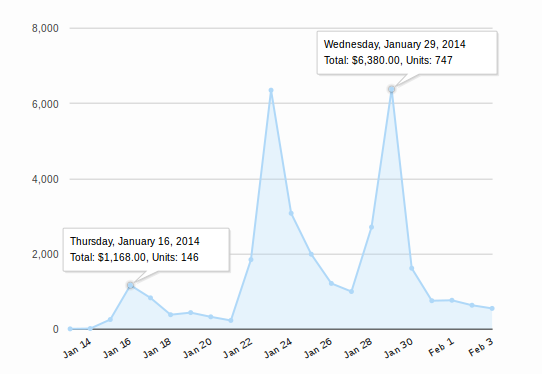 8,000
Wednesday, January 29, 2014
Total: $6,380.00, Units: 747
6,000
4,000
Thursday, January 16, 2014
2,000
Total: $1,168.00, Units: 146
0
Jan 14
Jan 16
Jan 18
Jan 20
Jan 22
Jan 24
Jan 26
Jan 28
Jan 30
Feb 1
Feb 3